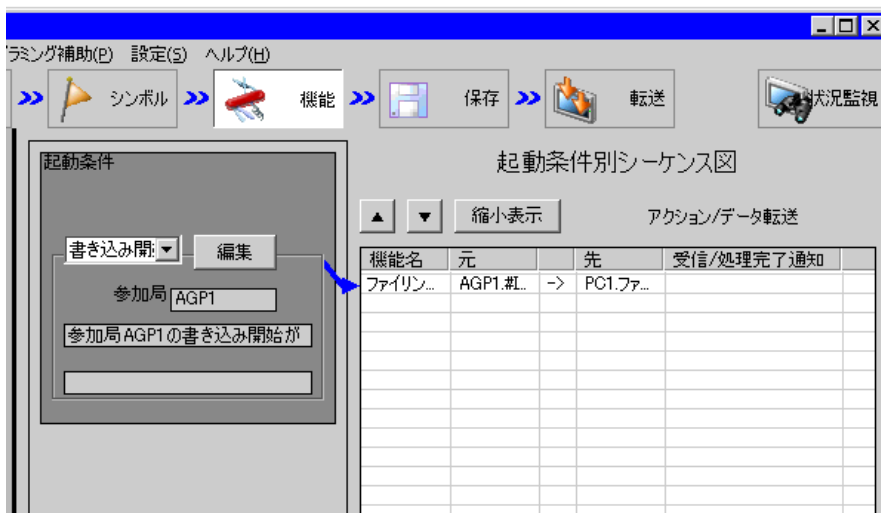 ラミング補助(P) 設定(S) ヘルプ(H)
シンボル 機能 保存 転送 状況監視
起動条件
起動条件別シーケンス図
▲ ▼ 縮小表示 アクション/データ転送
書き込み開 編集
機能名 元 先 受信/処理完了通知
ファイリン... AGP1.#I... -> PC1.ファ...
参加局 AGP1
参加局AGP1の書き込み開始が